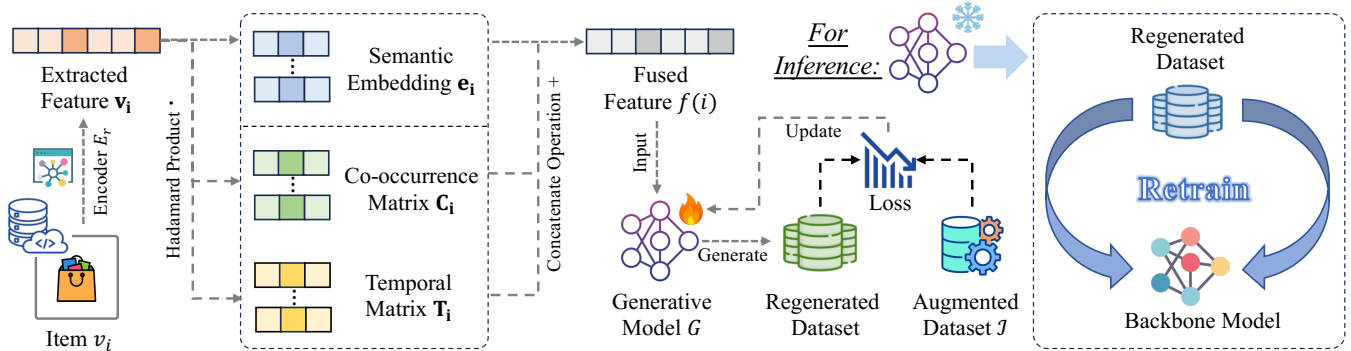 Extracted
Feature v_i
Encoder E_r
Item v_i
Hadamard Product ·
Semantic
Embedding e_i
Co-occurrence
Matrix C_i
Temporal
Matrix T_i
Concatenate Operation +
Fused
Feature f(i)
Input
Generative
Model G
Generate
Update
Loss
Regenerated
Dataset
Augmented
Dataset ℐ
For
Inference:
Regenerated
Dataset
Retrain
Backbone Model